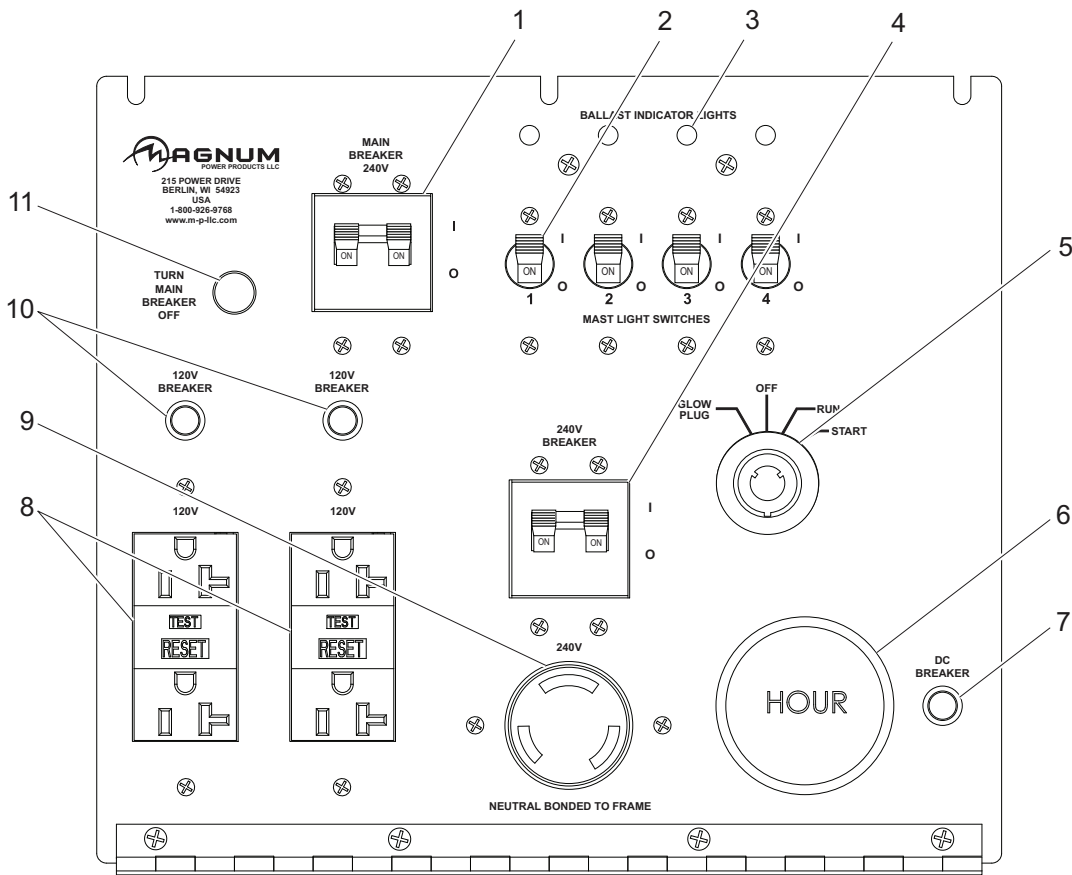 1
2
3
4
BALLAST INDICATOR LIGHTS
MAGNUM
POWER PRODUCTS LLC
215 POWER DRIVE
BERLIN, WI 54923
USA
1-800-926-9768
www.m-p-llc.com
MAIN
BREAKER
240V
ON ON
I
O
I
O
I
O
I
O
I
O
ON ON ON ON
1 2 3 4
MAST LIGHT SWITCHES
11
TURN
MAIN
BREAKER
OFF
5
10
120V
BREAKER
120V
BREAKER
GLOW
PLUG
OFF
RUN
START
9
240V
BREAKER
ON ON
I
O
8
120V
120V
TEST
RESET
TEST
RESET
6
7
240V
HOUR
DC
BREAKER
NEUTRAL BONDED TO FRAME